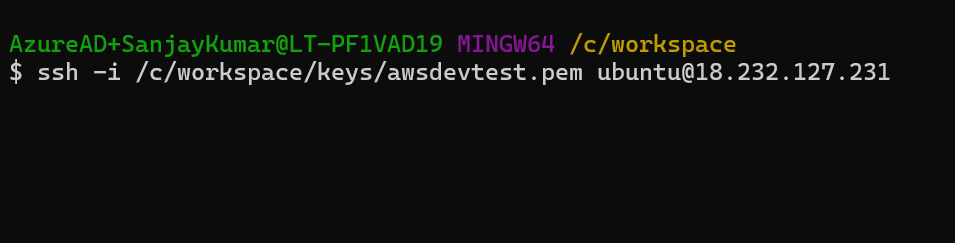 AzureAD+SanjayKumar@LT-PF1VAD19 MINGW64 /c/workspace
$ ssh -i /c/workspace/keys/awsdevtest.pem ubuntu@18.232.127.231